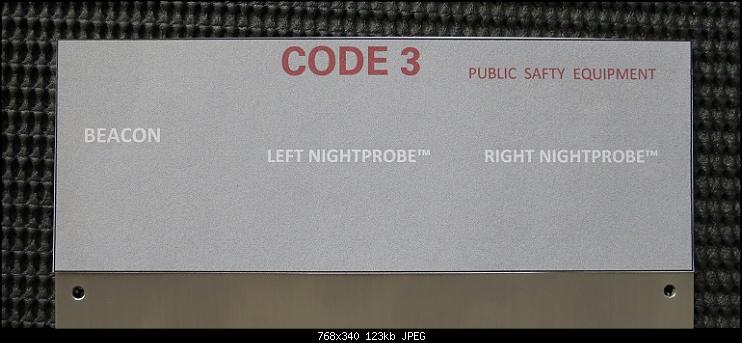 CODE 3
PUBLIC SAFTY EQUIPMENT
BEACON
LEFT NIGHTPROBE™
RIGHT NIGHTPROBE™
768x340 123kb JPEG